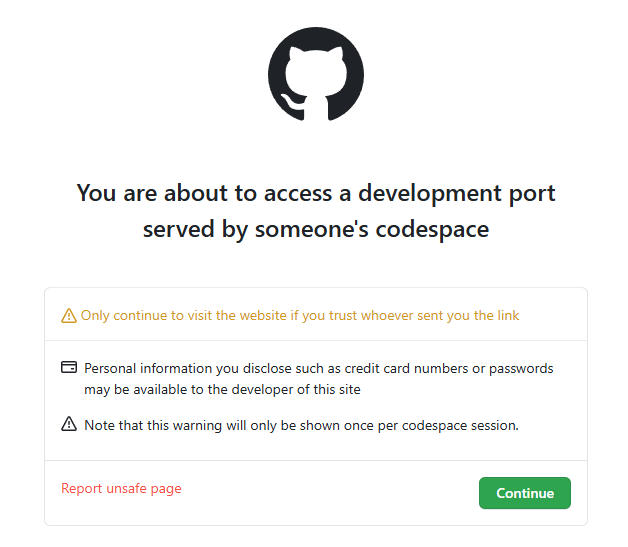 You are about to access a development port
served by someone's codespace
Only continue to visit the website if you trust whoever sent you the link
Personal information you disclose such as credit card numbers or passwords
may be available to the developer of this site
Note that this warning will only be shown once per codespace session.
Report unsafe page
Continue